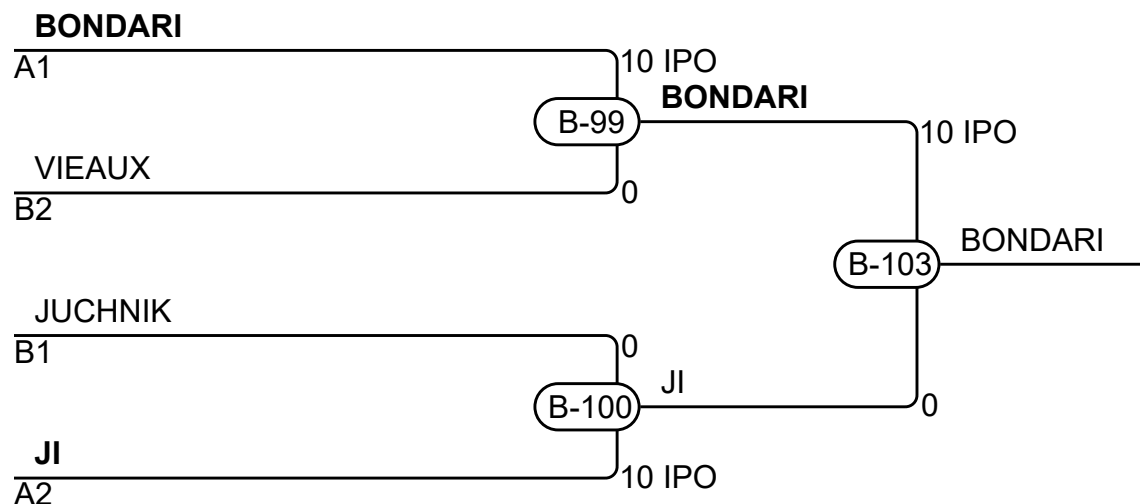 BONDARI
A1
10 IPO
B-99
BONDARI
VIEAUX
B2
0
10 IPO
B-103
BONDARI
JUCHNIK
B1
0
B-100
JI
0
JI
A2
10 IPO